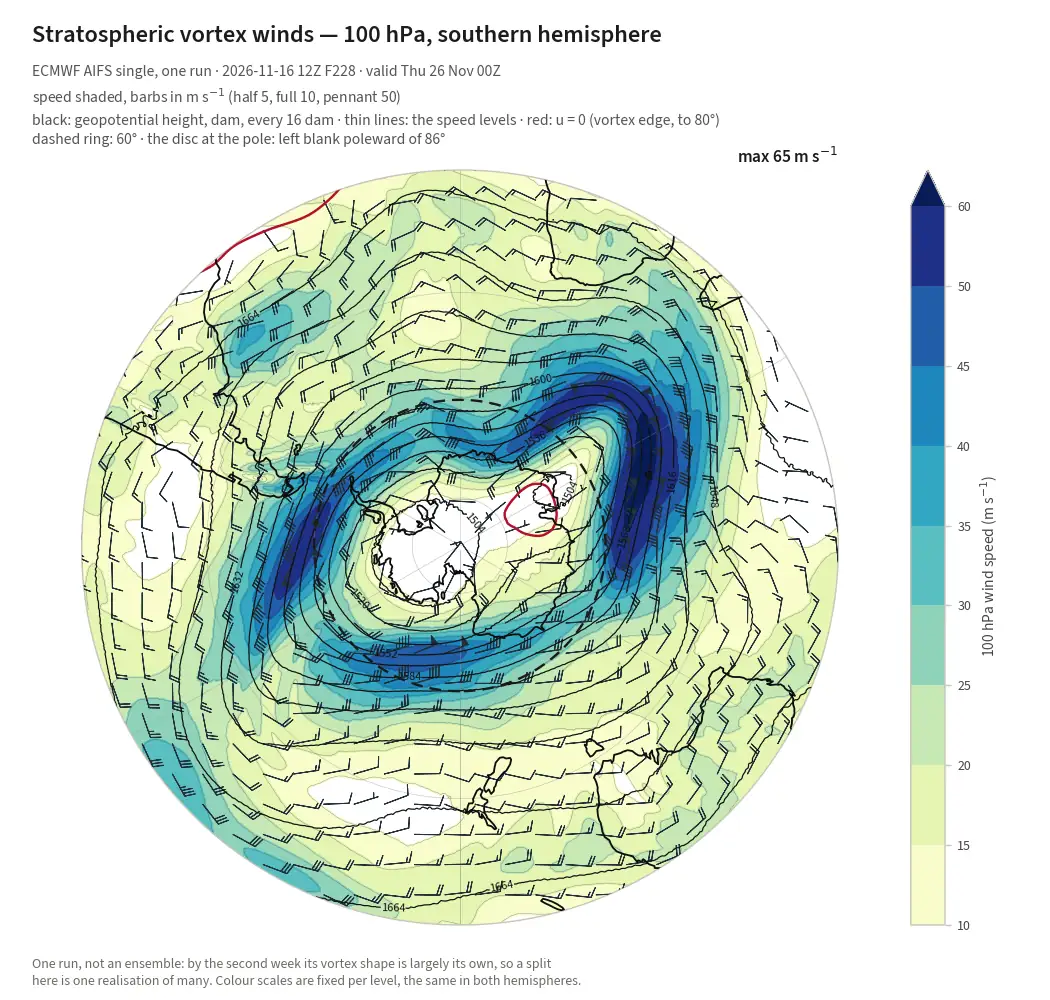 Stratospheric vortex winds — 100 hPa, southern hemisphere
ECMWF AIFS single, one run · 2026-11-16 12Z F228 · valid Thu 26 Nov 00Z
speed shaded, barbs in m s⁻¹ (half 5, full 10, pennant 50)
black: geopotential height, dam, every 16 dam · thin lines: the speed levels · red: u = 0 (vortex edge, to 80°)
dashed ring: 60° · the disc at the pole: left blank poleward of 86°
max 65 m s⁻¹
60
50
45
40
35
30
25
20
15
10
100 hPa wind speed (m s⁻¹)
1664
1600
1616
1648
1504
1504
1632
1520
1552
1584
1664
1664
One run, not an ensemble: by the second week its vortex shape is largely its own, so a split
here is one realisation of many. Colour scales are fixed per level, the same in both hemispheres.